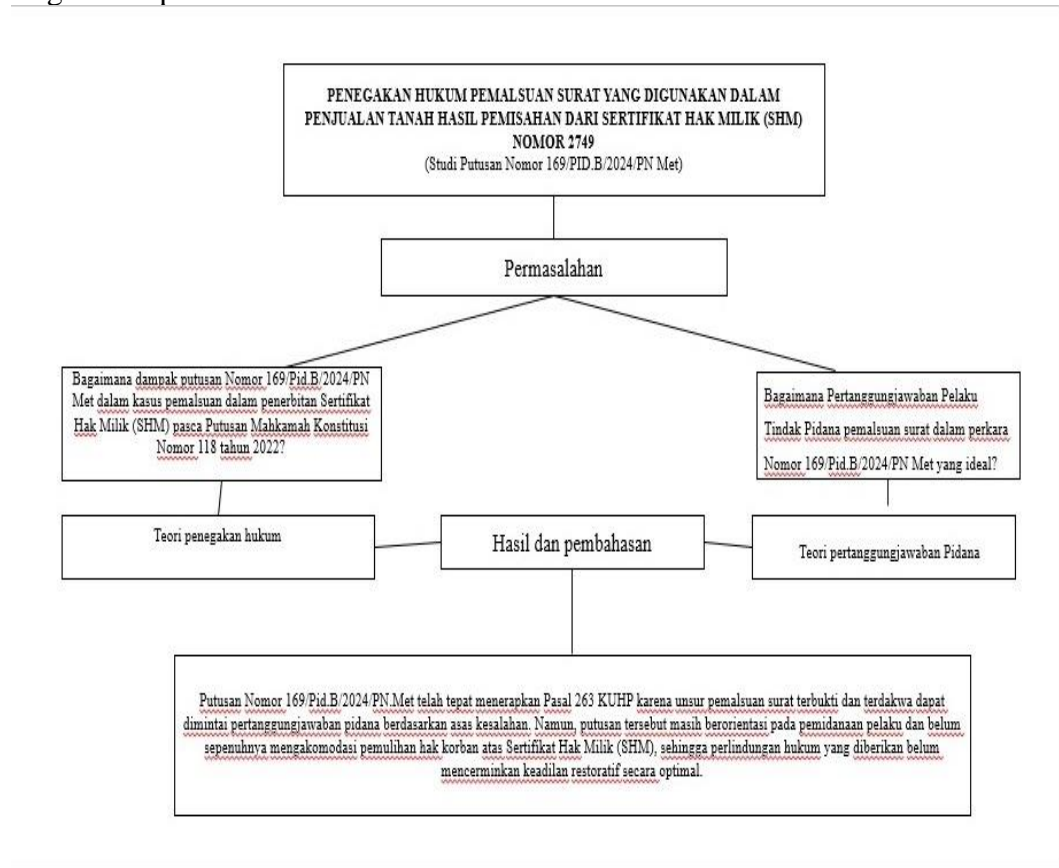 PENEGAKAN HUKUM PEMALSUAN SURAT YANG DIGUNAKAN DALAM
PENJUALAN TANAH HASIL PEMISAHAN DARI SERTIFIKAT HAK MILIK (SHM)
NOMOR 2749
(Studi Putusan Nomor 169/PID.B/2024/PN Met)
Permasalahan
Bagaimana dampak putusan Nomor 169/Pid.B/2024/PN
Met dalam kasus pemalsuan dalam penerbitan Sertifikat
Hak Milik (SHM) pasca Putusan Mahkamah Konstitusi
Nomor 118 tahun 2022?
Bagaimana Pertanggungjawaban Pelaku
Tindak Pidana pemalsuan surat dalam perkara
Nomor 169/Pid.B/2024/PN Met yang ideal?
Teori penegakan hukum
Hasil dan pembahasan
Teori pertanggungjawaban Pidana
Putusan Nomor 169/Pid.B/2024/PN.Met telah tepat menerapkan Pasal 263 KUHP karena unsur pemalsuan surat terbukti dan terdakwa dapat
dimintai pertanggungjawaban pidana berdasarkan asas kesalahan. Namun, putusan tersebut masih berorientasi pada pemidanaan pelaku dan belum
sepenuhnya mengakomodasi pemulihan hak korban atas Sertifikat Hak Milik (SHM), sehingga perlindungan hukum yang diberikan belum
mencerminkan keadilan restoratif secara optimal.